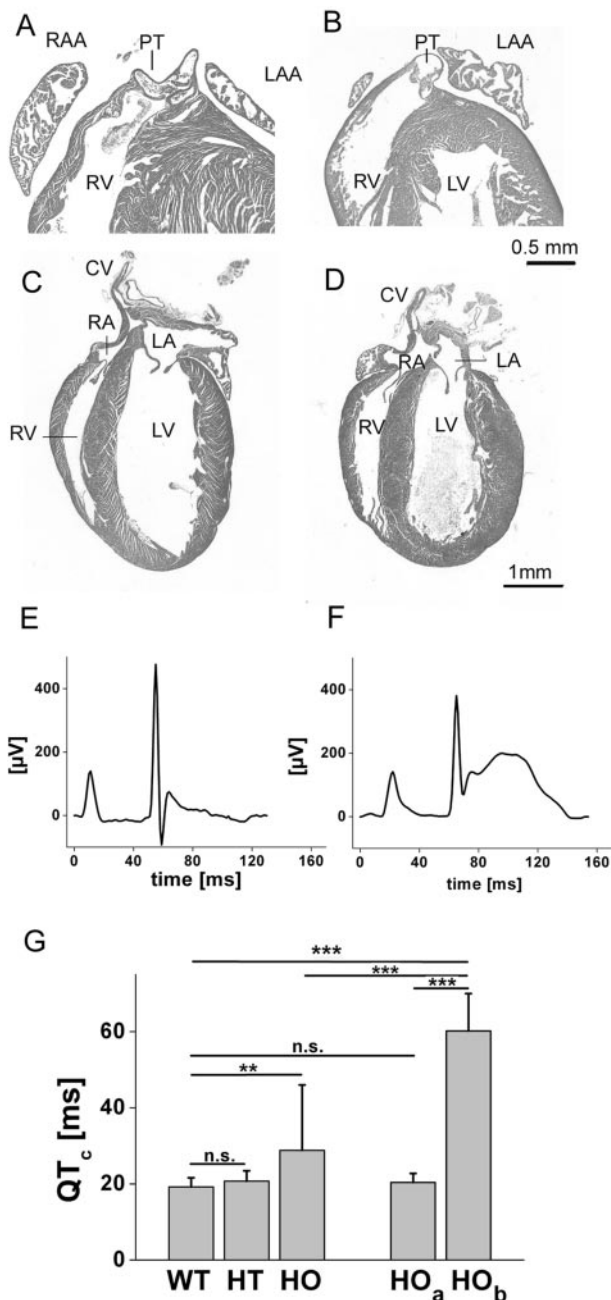 A
RAA
PT
LAA
RV
B
PT
LAA
RV
LV
0.5 mm
C
CV
RA
LA
RV
LV
D
CV
RA
LA
RV
LV
1mm
E
400
[µV]
200
0
0 40 80 120 160
time [ms]
F
400
[µV]
200
0
0 40 80 120 160
time [ms]
G
***
***
***
n.s.
**
n.s.
60
40
20
0
QTc [ms]
WT HT HO HOa HOb